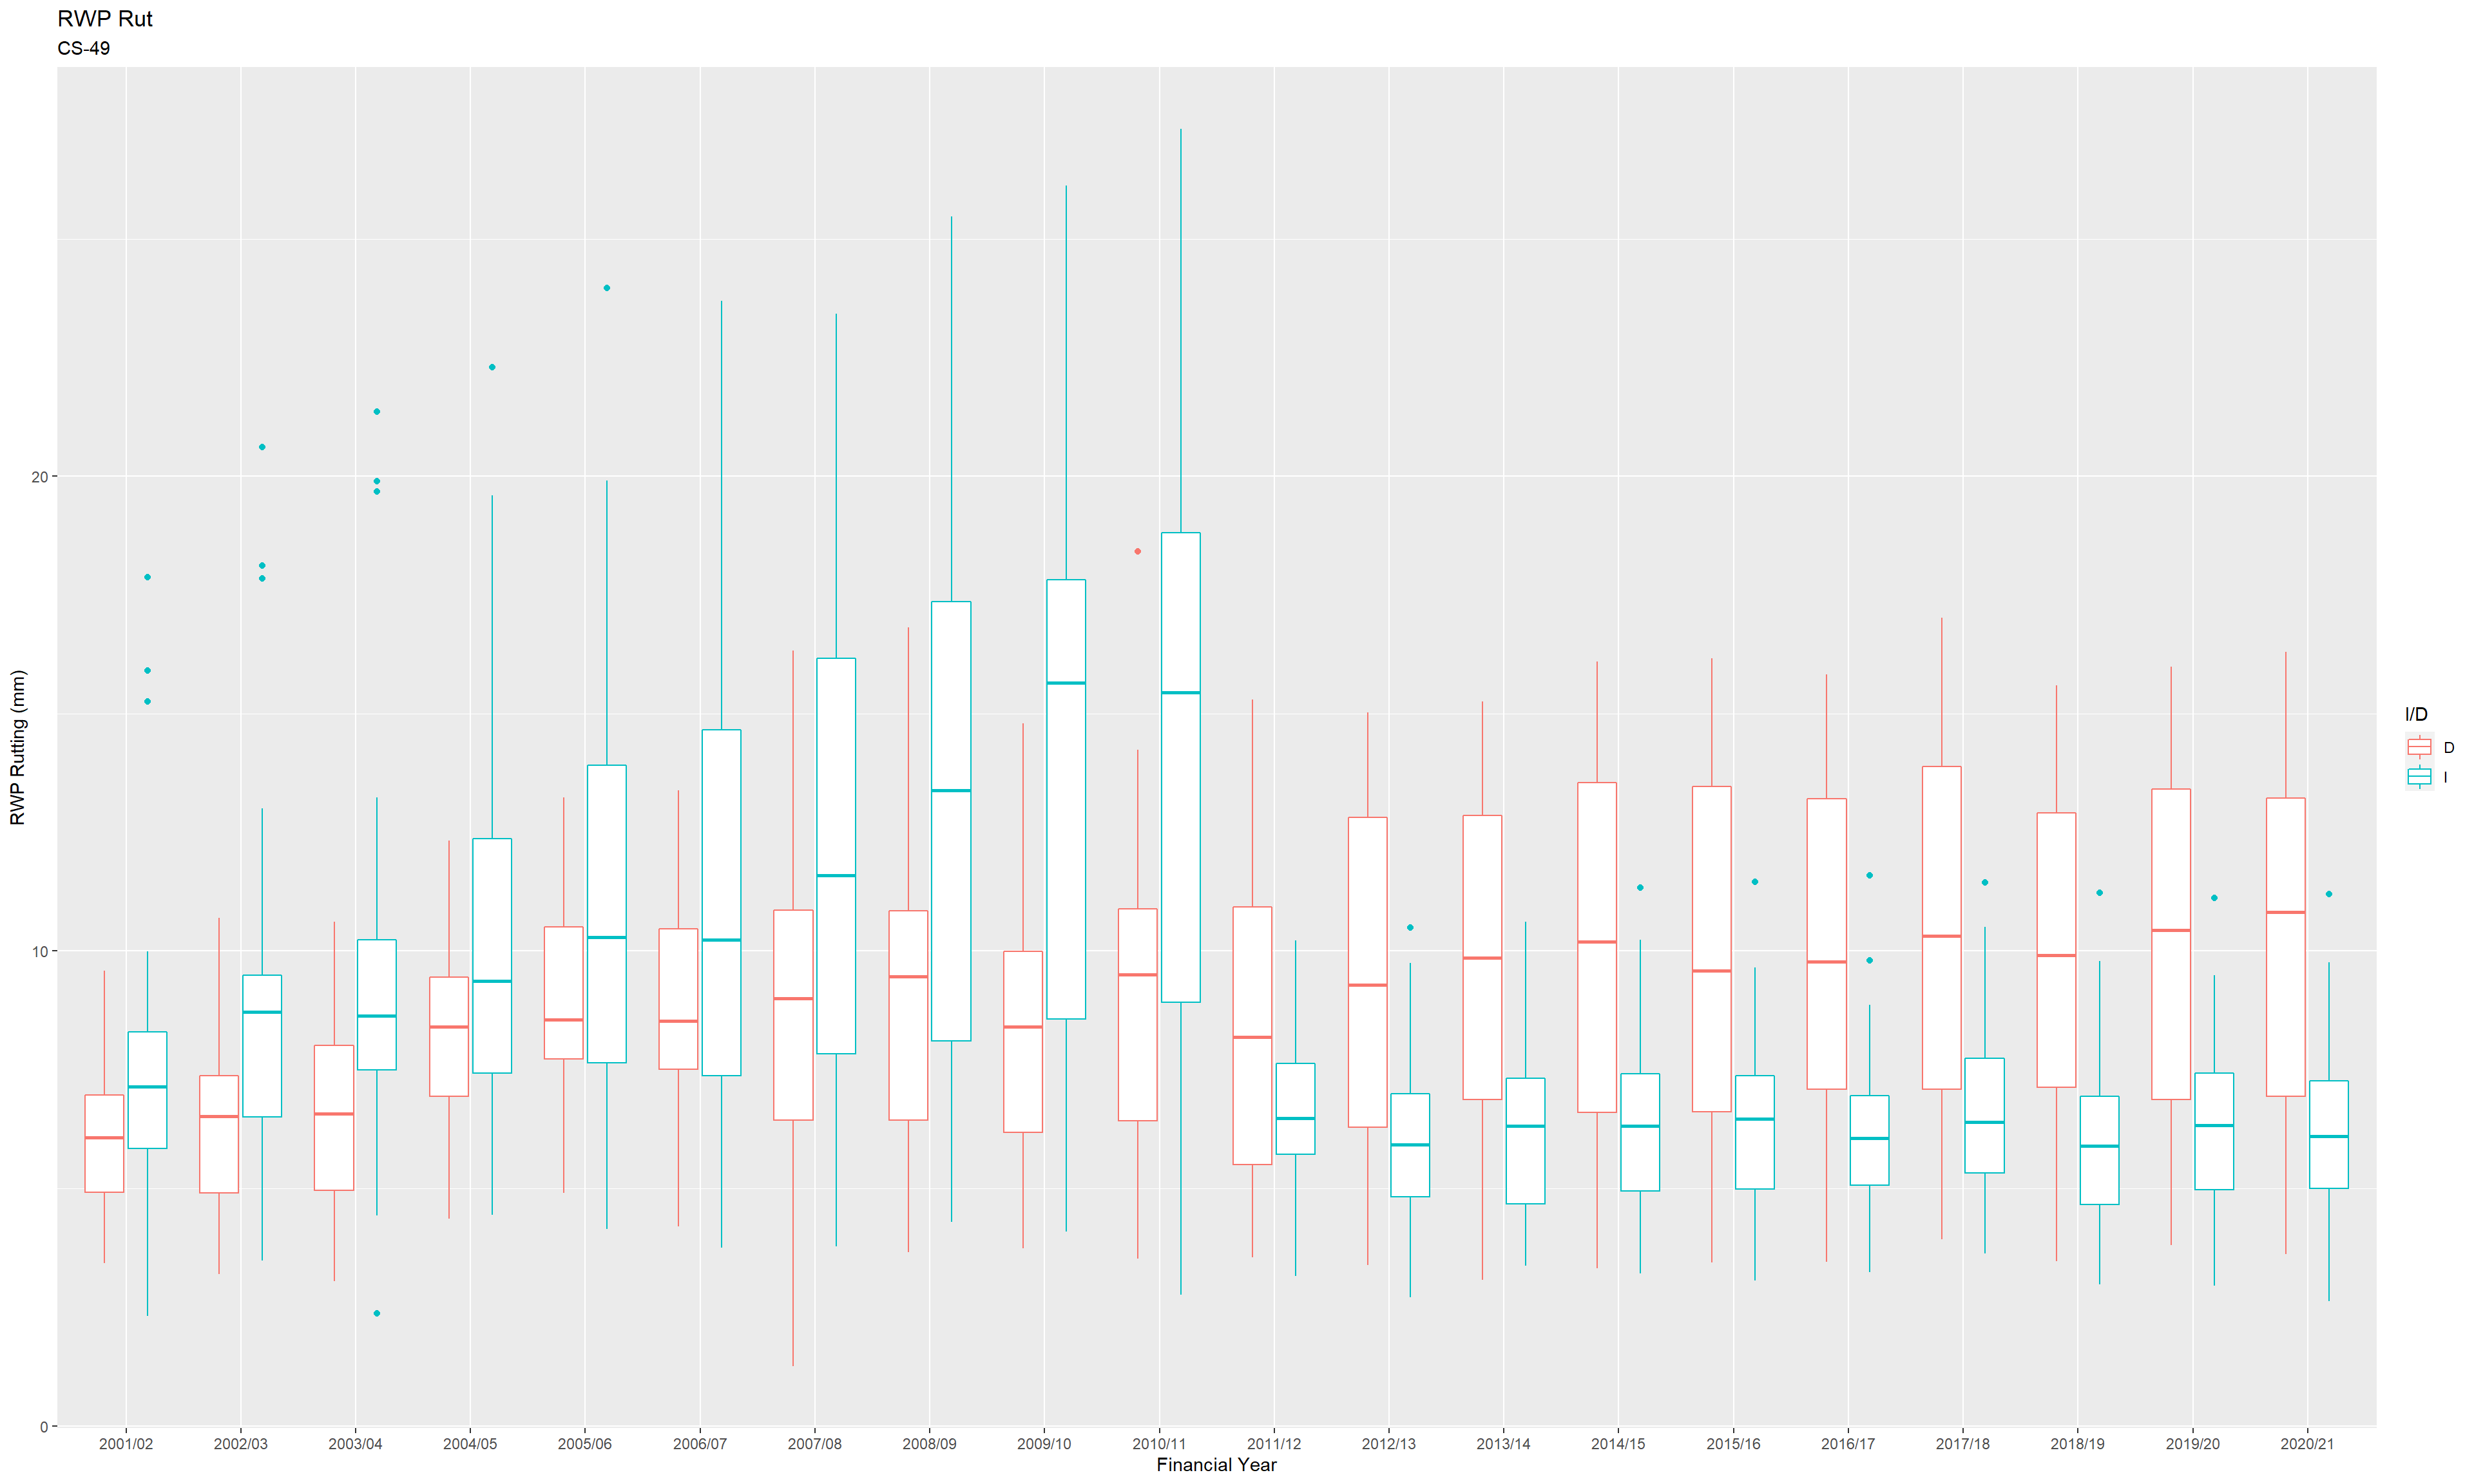 RWP Rut
CS-49
RWP Rutting (mm)
20
10
0
2001/02 2002/03 2003/04 2004/05 2005/06 2006/07 2007/08 2008/09 2009/10 2010/11 2011/12 2012/13 2013/14 2014/15 2015/16 2016/17 2017/18 2018/19 2019/20 2020/21
Financial Year
I/D
D
I